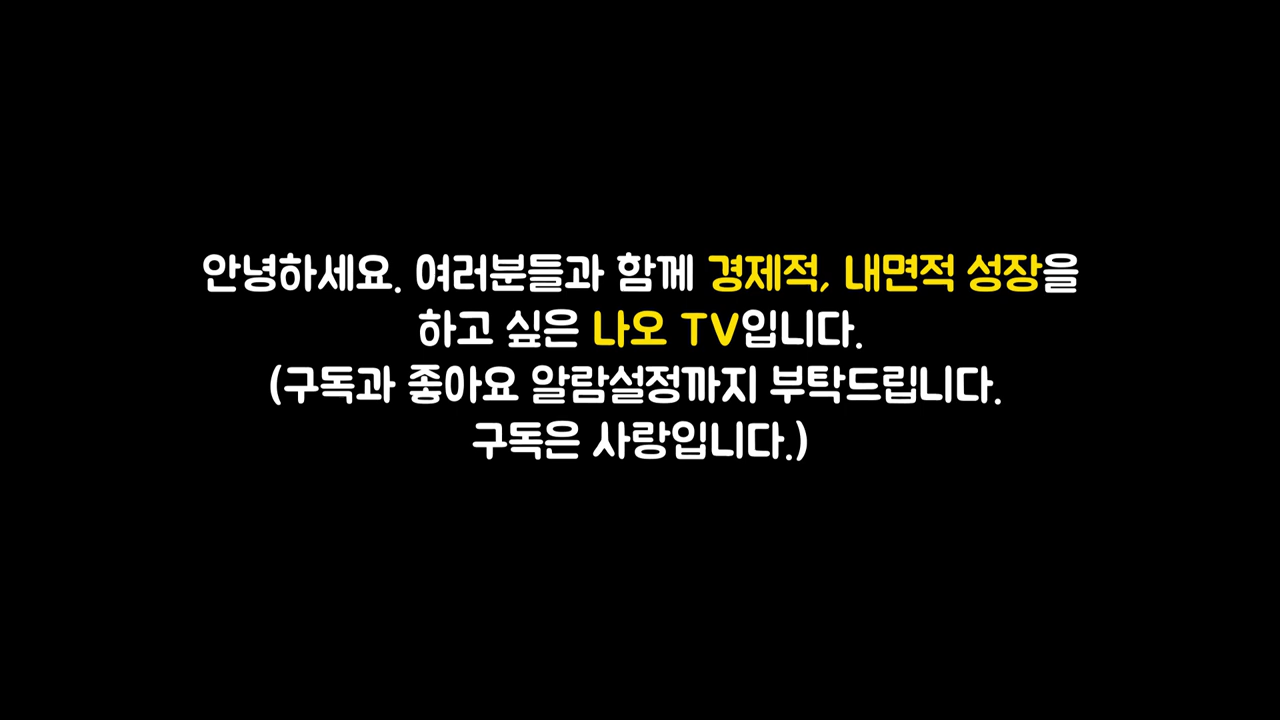 안녕하세요. 여러분들과 함께 경제적, 내면적 성장을
하고 싶은 나오 TV입니다.
(구독과 좋아요 알람설정까지 부탁드립니다.
구독은 사랑입니다.)